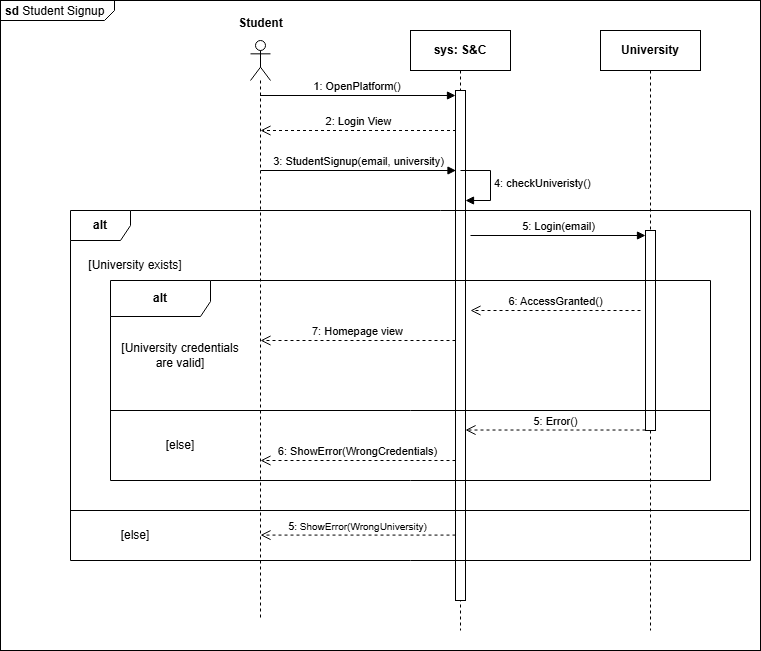 sd Student Signup
Student
sys: S&C
University
1: OpenPlatform()
2: Login View
3: StudentSignup(email, university)
4: checkUniveristy()
alt
5: Login(email)
[University exists]
alt
6: AccessGranted()
7: Homepage view
[University credentials
are valid]
5: Error()
[else]
6: ShowError(WrongCredentials)
5: ShowError(WrongUniversity)
[else]